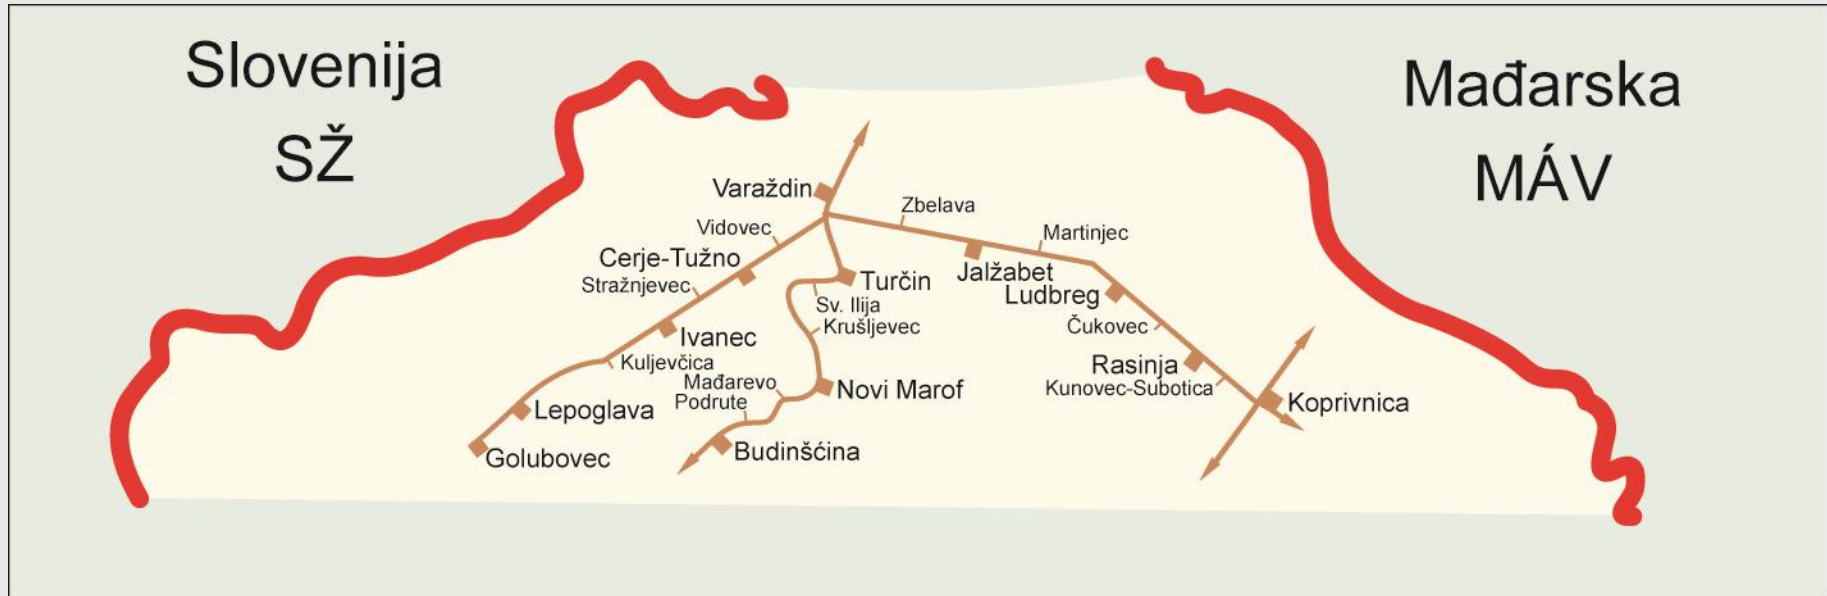 Slovenija
SŽ
Mađarska
MÁV
Varaždin
Vidovec
Cerje-Tužno
Stražnjevec
Ivanec
Kuljevčica
Lepoglava
Golubovec
Turčin
Sv. Ilija
Krušljevec
Novi Marof
Mađarevo
Podrute
Budinšćina
Zbelava
Jalžabet
Martinjec
Ludbreg
Čukovec
Rasinja
Kunovec-Subotica
Koprivnica